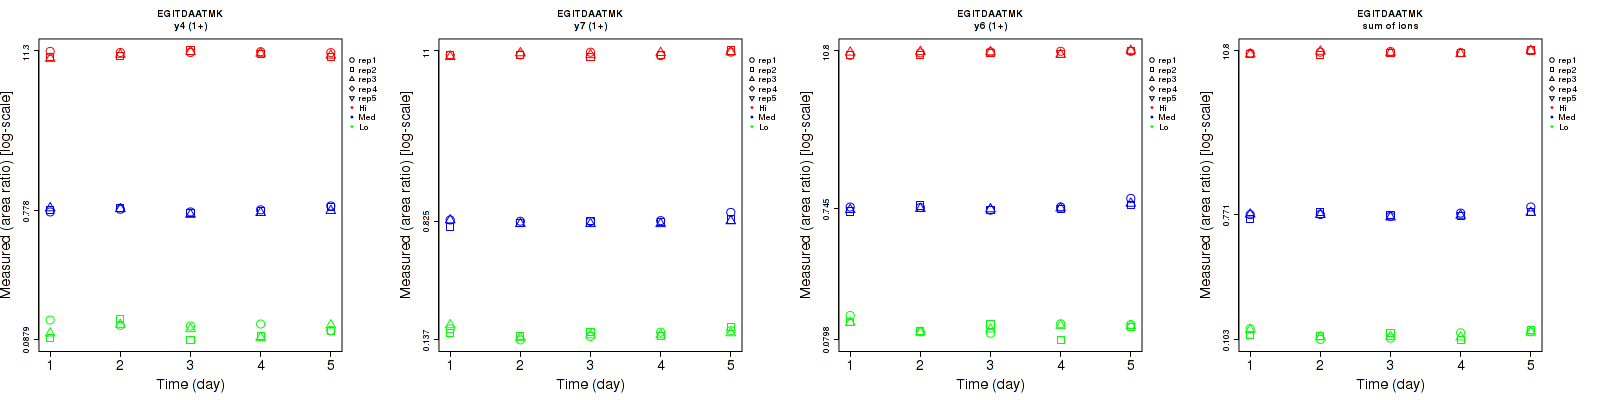 EGITDAATMK
y4 (1+)
Measured (area ratio) [log-scale]
11.3
0.778
0.0879
1 2 3 4 5
Time (day)
rep1
rep2
rep3
rep4
rep5
Hi
Med
Lo
EGITDAATMK
y7 (1+)
Measured (area ratio) [log-scale]
11
0.825
0.137
1 2 3 4 5
Time (day)
rep1
rep2
rep3
rep4
rep5
Hi
Med
Lo
EGITDAATMK
y6 (1+)
Measured (area ratio) [log-scale]
10.8
0.745
0.0798
1 2 3 4 5
Time (day)
rep1
rep2
rep3
rep4
rep5
Hi
Med
Lo
EGITDAATMK
sum of ions
Measured (area ratio) [log-scale]
10.8
0.771
0.103
1 2 3 4 5
Time (day)
rep1
rep2
rep3
rep4
rep5
Hi
Med
Lo